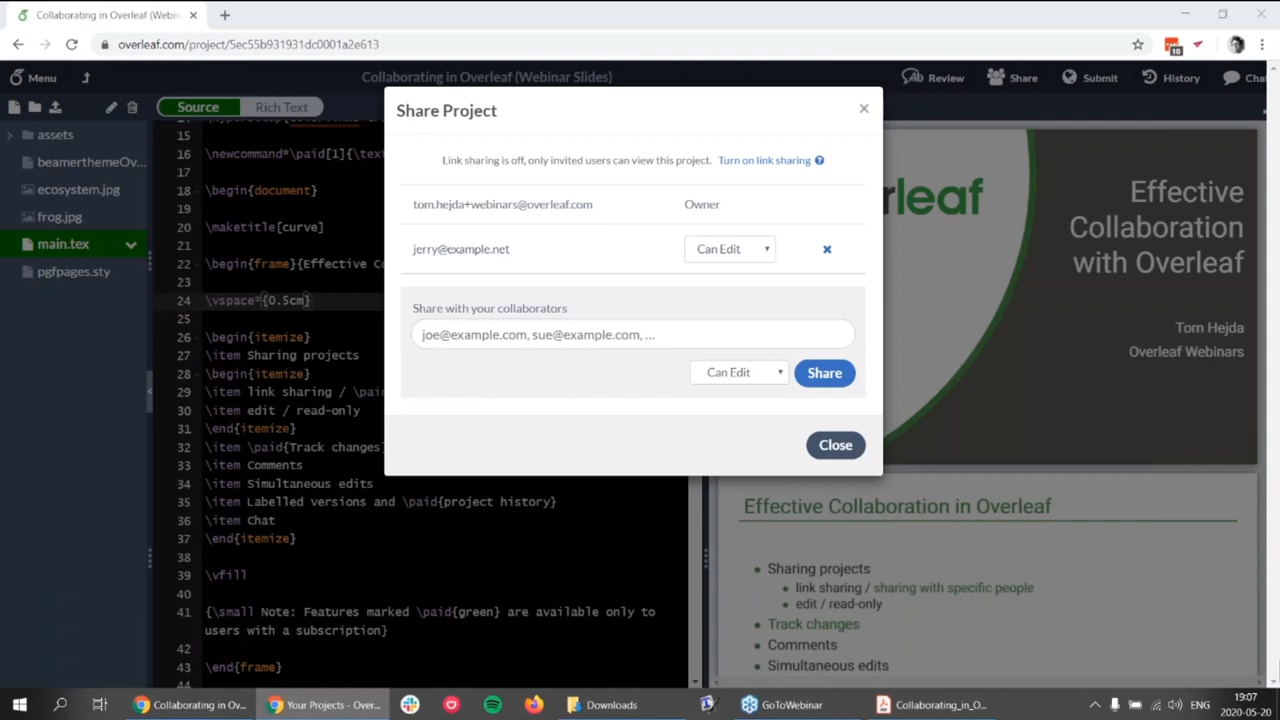 Collaborating in Overleaf (Webin
overleaf.com/project/5ec55b931931dc0001a2e613
10
Menu
Collaborating in Overleaf (Webinar Slides)
Review
Share
Submit
History
Chat
Source
Rich Text
assets
beamerthemeOv...
ecosystem.jpg
frog.jpg
main.tex
pgfpages.sty
15
16 \newcommand*\paid[1]{\text
17
18 \begin{document}
19
20 \maketitle[curve]
21
22 \begin{frame}{Effective Co
23
24 \vspace*{0.5cm}
25
26 \begin{itemize}
27 \item Sharing projects
28 \begin{itemize}
29 \item link sharing / \paid
30 \item edit / read-only
31 \end{itemize}
32 \item \paid{Track changes}
33 \item Comments
34 \item Simultaneous edits
35 \item Labelled versions and \paid{project history}
36 \item Chat
37 \end{itemize}
38
39 \vfill
40
41 {\small Note: Features marked \paid{green} are available only to
users with a subscription}
42
43 \end{frame}
44
Share Project
×
Link sharing is off, only invited users can view this project. Turn on link sharing
tom.hejda+webinars@overleaf.com Owner
jerry@example.net Can Edit
Share with your collaborators
joe@example.com, sue@example.com, ...
Can Edit
Share
Close
rleaf
Effective
Collaboration
with Overleaf
Tom Hejda
Overleaf Webinars
Effective Collaboration in Overleaf
• Sharing projects
• link sharing / sharing with specific people
• edit / read-only
• Track changes
• Comments
• Simultaneous edits
Collaborating in Ov...
Your Projects - Over...
Downloads
GoToWebinar
Collaborating_in_O...
ENG
19:07
2020-05-20